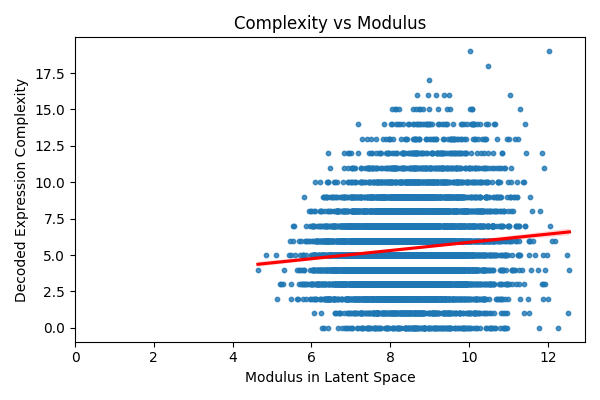 Complexity vs Modulus
Decoded Expression Complexity
17.5
15.0
12.5
10.0
7.5
5.0
2.5
0.0
0 2 4 6 8 10 12
Modulus in Latent Space